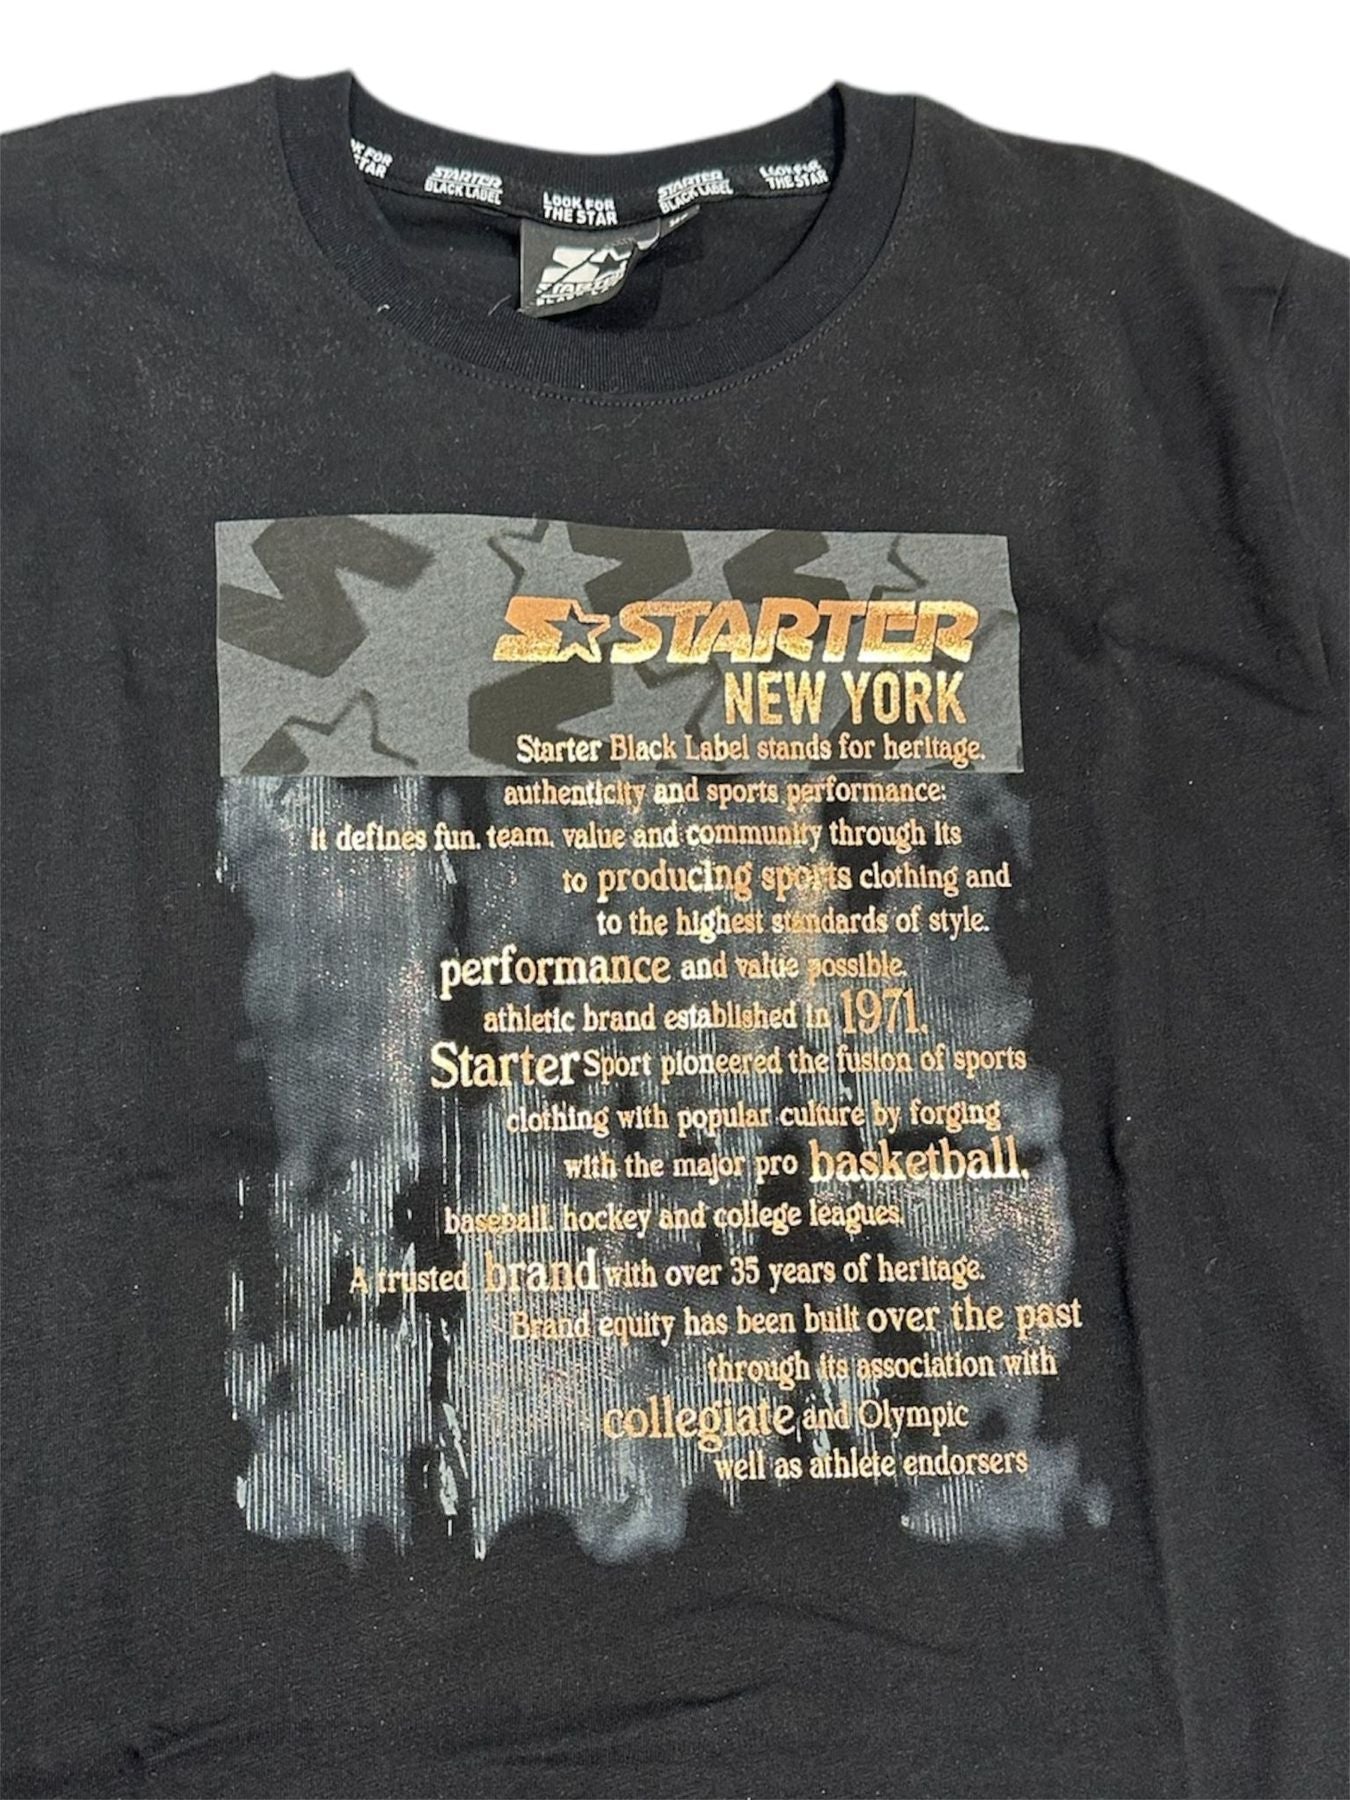 K FOR
STAR
STARTER
BLACK LABEL
LOOK FOR
THE STAR
STARTER
BLACK LABEL
LOOK FOR
THE STAR
STARTER
STARTER
NEW YORK
Starter Black Label stands for heritage.
authenticity and sports performance:
it defines fun. team. value and community through its
to producing sports clothing and
to the highest standards of style.
performance and value possible.
athletic brand established in 1971.
Starter Sport pioneered the fusion of sports
clothing with popular culture by forging
with the major pro basketball.
baseball. hockey and college leagues.
A trusted brand with over 35 years of heritage.
Brand equity has been built over the past
through its association with
collegiate and Olympic
well as athlete endorsers